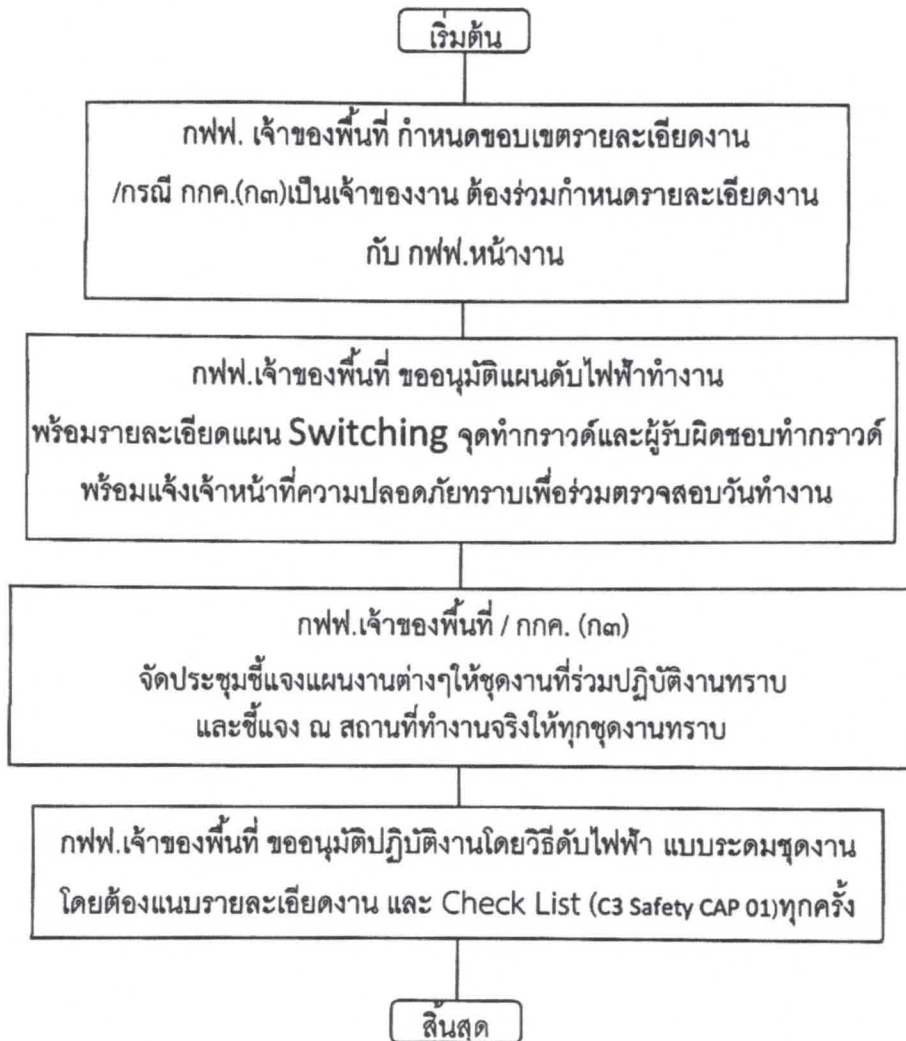 เริ่มต้น
กฟฟ. เจ้าของพื้นที่ กำหนดขอบเขตรายละเอียดงาน
/กรณี กกค.(ก๓)เป็นเจ้าของงาน ต้องร่วมกำหนดรายละเอียดงาน
กับ กฟฟ.หน้างาน
กฟฟ.เจ้าของพื้นที่ ขออนุมัติแผนดับไฟฟ้าทำงาน
พร้อมรายละเอียดแผน Switching จุดทำกราวด์และผู้รับผิดชอบทำกราวด์
พร้อมแจ้งเจ้าหน้าที่ความปลอดภัยทราบเพื่อร่วมตรวจสอบวันทำงาน
กฟฟ.เจ้าของพื้นที่ / กกค. (ก๓)
จัดประชุมชี้แจงแผนงานต่างๆให้ชุดงานที่ร่วมปฏิบัติงานทราบ
และชี้แจง ณ สถานที่ทำงานจริงให้ทุกชุดงานทราบ
กฟฟ.เจ้าของพื้นที่ ขออนุมัติปฏิบัติงานโดยวิธีดับไฟฟ้า แบบระดมชุดงาน
โดยต้องแนบรายละเอียดงาน และ Check List (C3 Safety CAP 01)ทุกครั้ง
สิ้นสุด